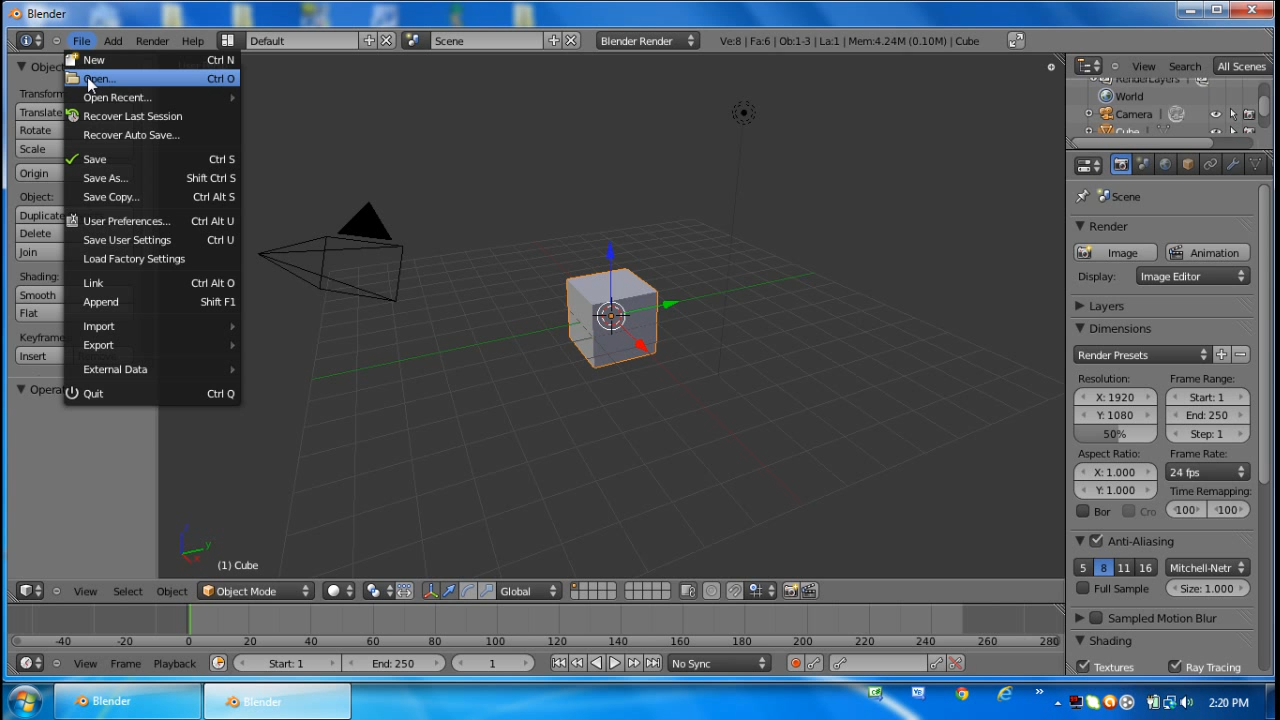 Blender
File Add Render Help Default Scene Blender Render Ve:8 | Fa:6 | Ob:1-3 | La:1 | Mem:4.24M (0.10M) | Cube
New Ctrl N
Open... Ctrl O
Open Recent...
Recover Last Session
Recover Auto Save...
Save Ctrl S
Save As... Shift Ctrl S
Save Copy... Ctrl Alt S
User Preferences... Ctrl Alt U
Save User Settings Ctrl U
Load Factory Settings
Link Ctrl Alt O
Append Shift F1
Import
Export
External Data
Quit Ctrl Q
Object
Transform
Translate
Rotate
Scale
Origin
Object:
Duplicate
Delete
Join
Shading:
Smooth
Flat
Keyframe
Insert
Opera
(1) Cube
View Search All Scenes
RenderLayers
World
Camera
Cube
Scene
Render
Image Animation
Display: Image Editor
Layers
Dimensions
Render Presets
Resolution: Frame Range:
X: 1920 Start: 1
Y: 1080 End: 250
50% Step: 1
Aspect Ratio: Frame Rate:
X: 1.000 24 fps
Y: 1.000 Time Remapping:
Bor Cro 100 100
Anti-Aliasing
5 8 11 16 Mitchell-Netr
Full Sample Size: 1.000
Sampled Motion Blur
Shading
Textures Ray Tracing
View Select Object Object Mode Global
-40 -20 0 20 40 60 80 100 120 140 160 180 200 220 240 260 280
View Frame Playback Start: 1 End: 250 1 No Sync
Blender Blender 2:20 PM